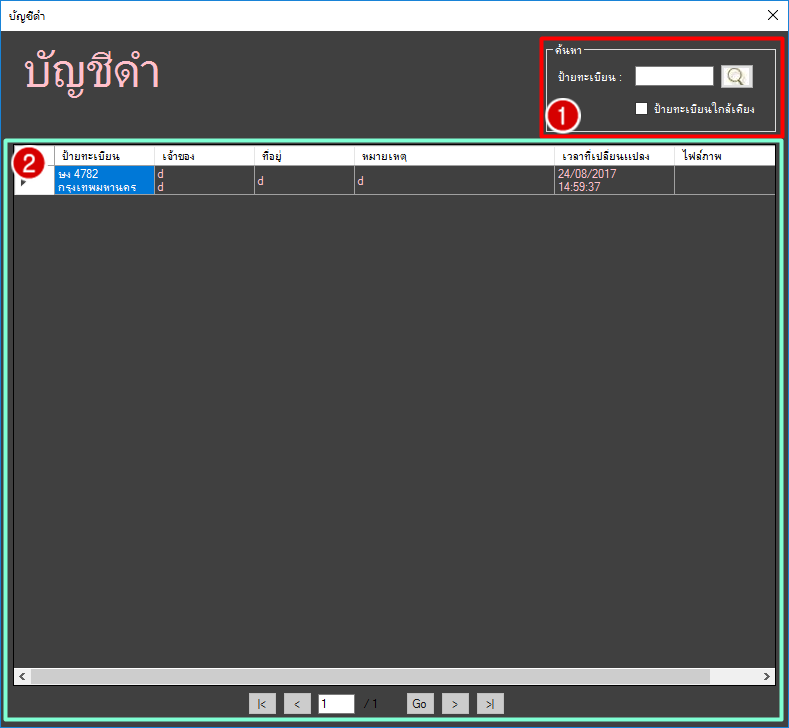 บัญชีดำ
บัญชีดำ
ค้นหา
ป้ายทะเบียน :
ป้ายทะเบียนใกล้เคียง
1
2
ป้ายทะเบียน เจ้าของ ที่อยู่ หมายเหตุ เวลาที่เปลี่ยนแปลง ไฟล์ภาพ
ษง 4782 d d d 24/08/2017
กรุงเทพมหานคร d 14:59:37
|< < 1 / 1 Go > >|